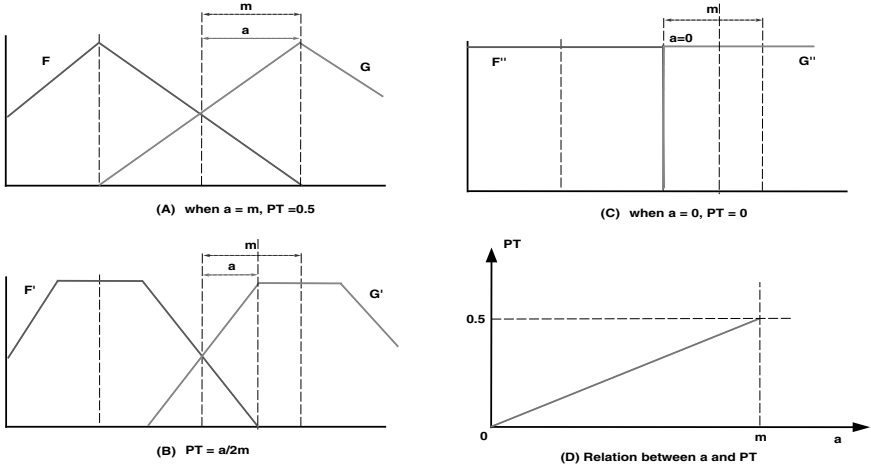 m
a
F
G
(A) when a = m, PT =0.5
m
a=0
F''
G''
(C) when a = 0, PT = 0
m
a
F'
G'
(B) PT = a/2m
PT
0.5
0
m
a
(D) Relation between a and PT